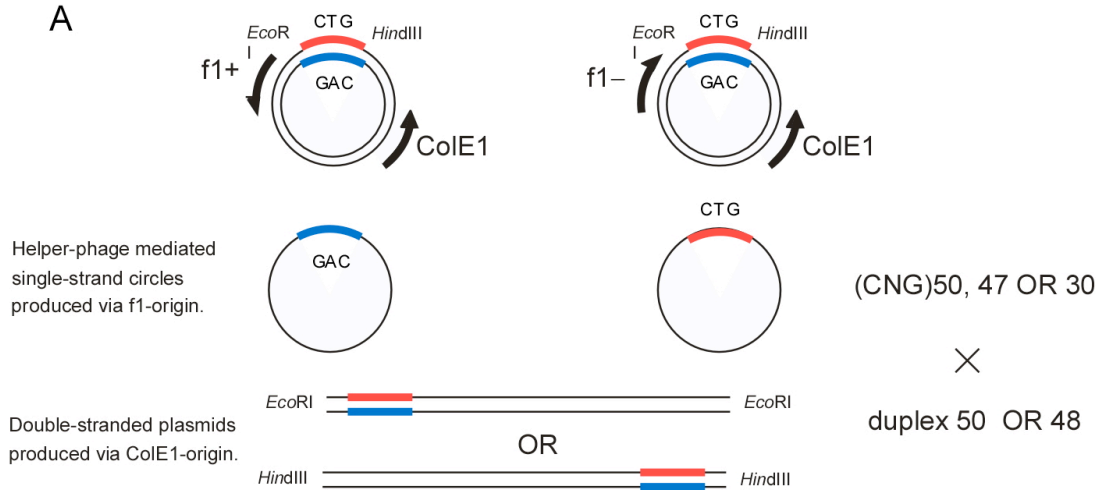 A
EcoR
I
CTG
HindIII
f1+
GAC
ColE1
EcoR
I
CTG
HindIII
f1–
GAC
ColE1
Helper-phage mediated
single-strand circles
produced via f1-origin.
GAC
CTG
(CNG)50, 47 OR 30
×
duplex 50 OR 48
Double-stranded plasmids
produced via ColE1-origin.
EcoRI
EcoRI
OR
HindIII
HindIII